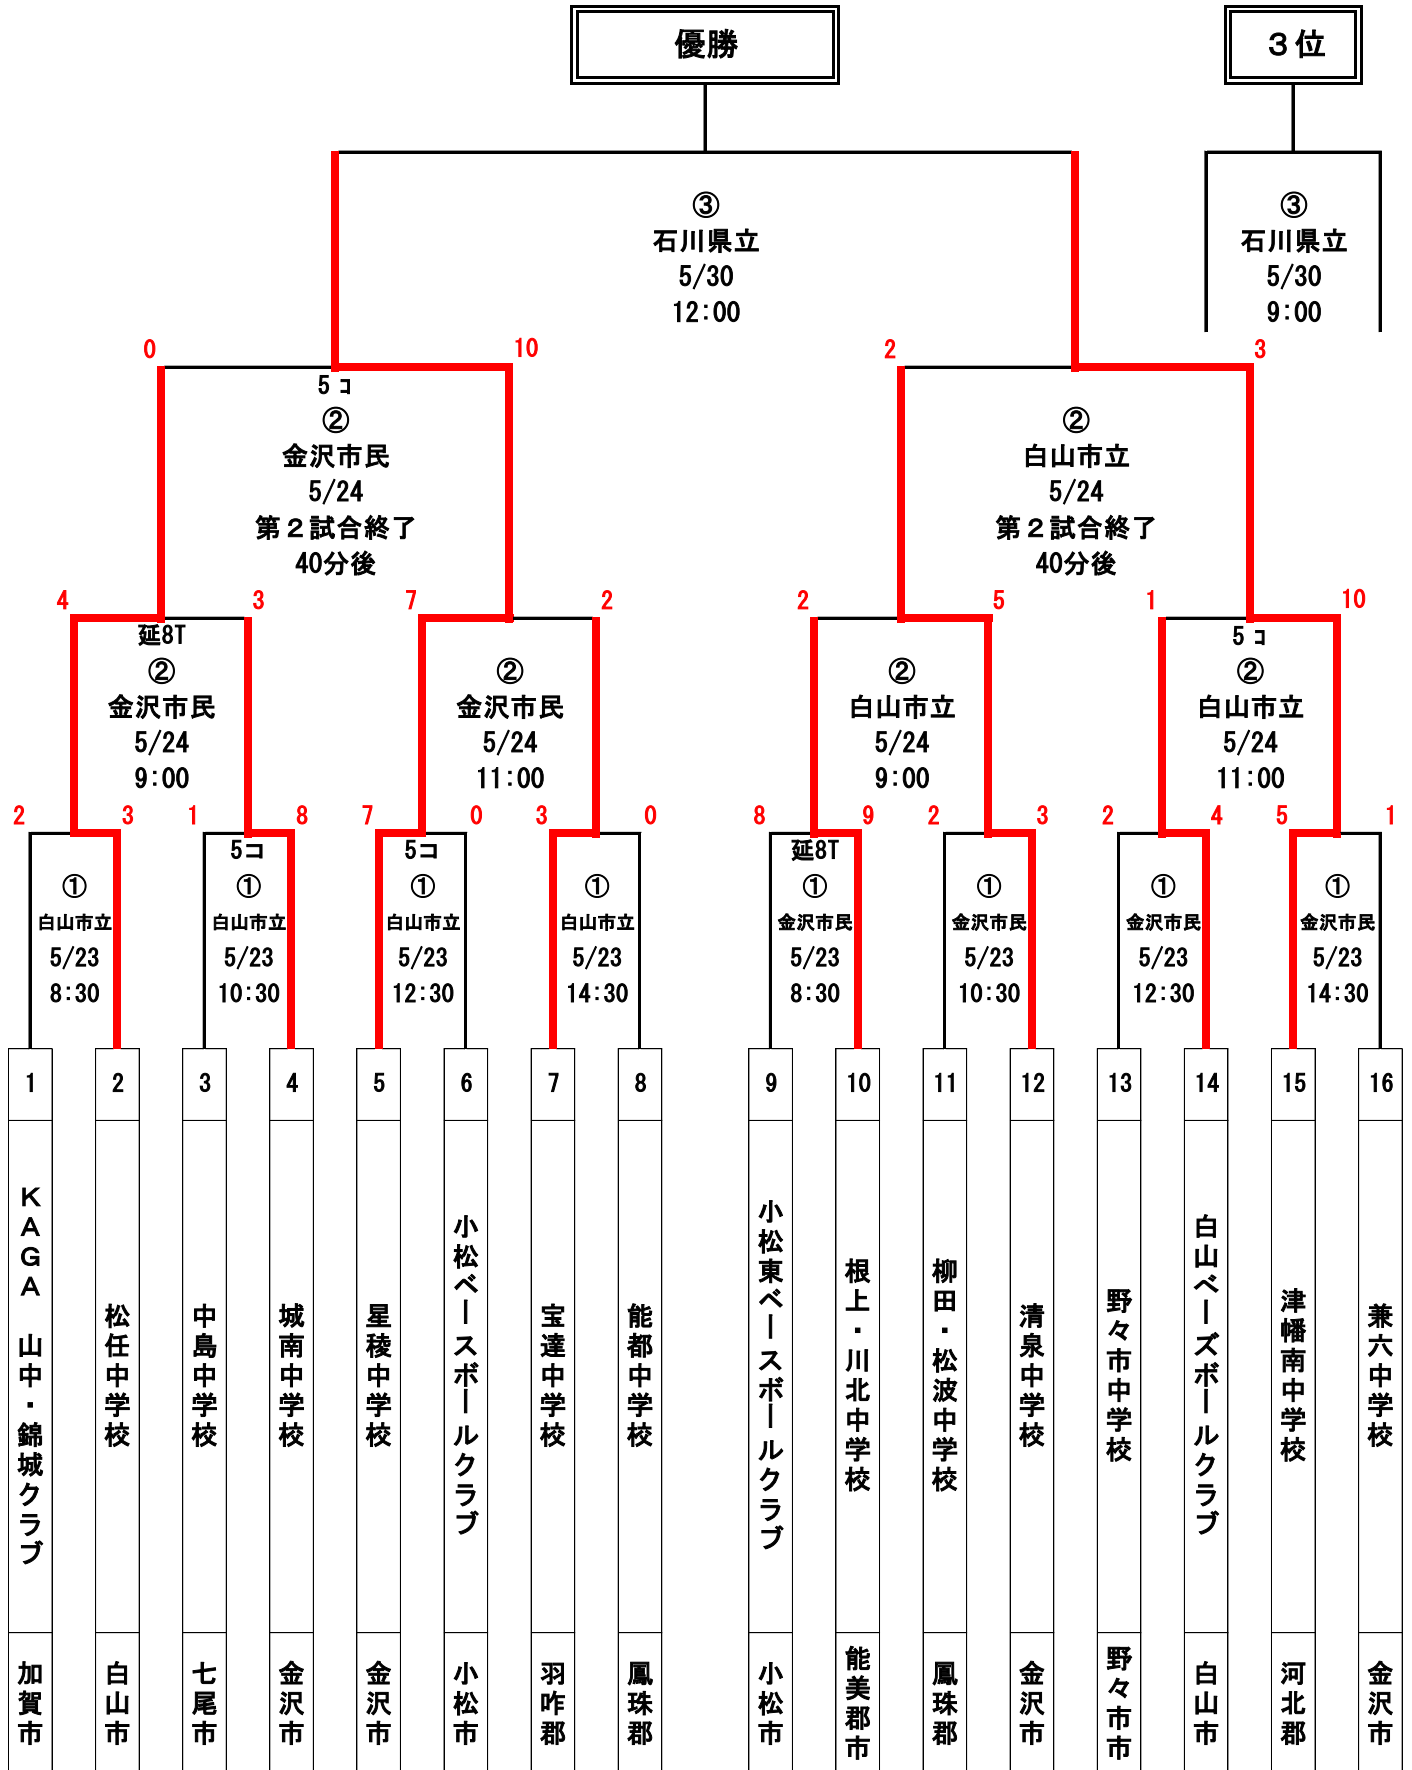 優勝
３位
③
石川県立
5/30
12:00
③
石川県立
5/30
9:00
0
10
2
3
5コ
②
金沢市民
5/24
第２試合終了
40分後
②
白山市立
5/24
第２試合終了
40分後
4
3
7
2
2
5
1
10
延8T
②
金沢市民
5/24
9:00
②
金沢市民
5/24
11:00
②
白山市立
5/24
9:00
5コ
②
白山市立
5/24
11:00
2
3
1
8
7
0
3
0
8
9
2
3
2
4
5
1
①
白山市立
5/23
8:30
5コ
①
白山市立
5/23
10:30
5コ
①
白山市立
5/23
12:30
①
白山市立
5/23
14:30
延8T
①
金沢市民
5/23
8:30
①
金沢市民
5/23
10:30
①
金沢市民
5/23
12:30
①
金沢市民
5/23
14:30
1
2
3
4
5
6
7
8
9
10
11
12
13
14
15
16
ＫＡＧＡ　山中・錦城クラブ
松任中学校
中島中学校
城南中学校
星稜中学校
小松ベースボールクラブ
宝達中学校
能都中学校
小松東ベースボールクラブ
根上・川北中学校
柳田・松波中学校
清泉中学校
野々市中学校
白山ベーズボールクラブ
津幡南中学校
兼六中学校
加賀市
白山市
七尾市
金沢市
金沢市
小松市
羽咋郡
鳳珠郡
小松市
能美郡市
鳳珠郡
金沢市
野々市市
白山市
河北郡
金沢市